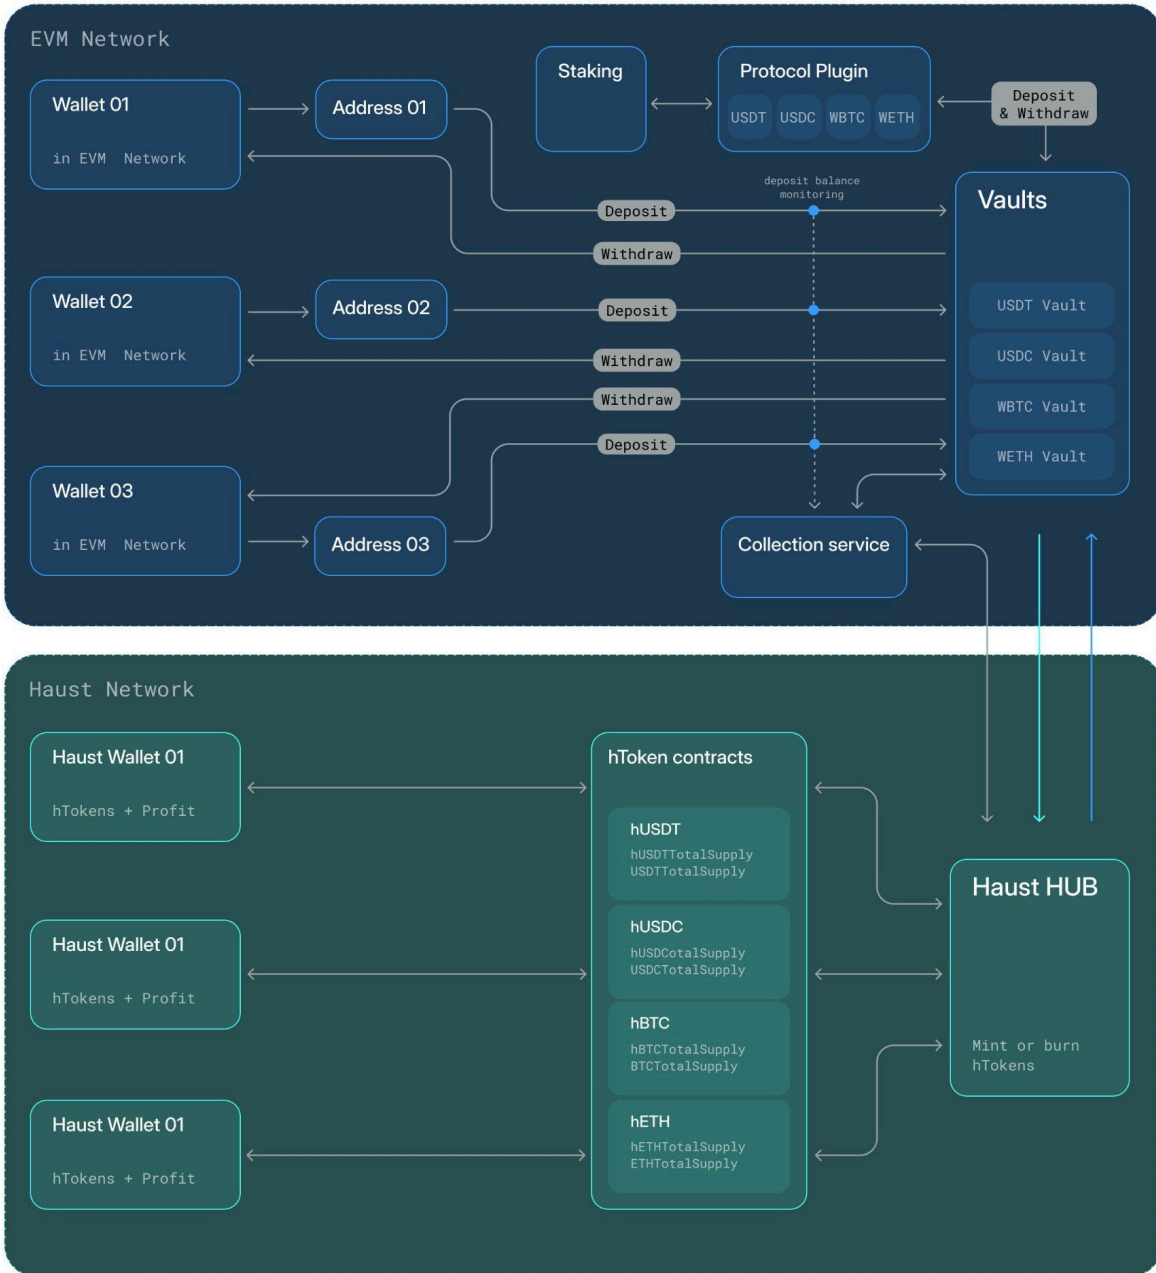 EVM Network
Wallet 01
in EVM Network
Address 01
Staking
Protocol Plugin
USDT USDC WBTC WETH
Deposit
& Withdraw
deposit balance
monitoring
Vaults
Deposit
Withdraw
Wallet 02
in EVM Network
Address 02
Deposit
Withdraw
USDT Vault
USDC Vault
WBTC Vault
WETH Vault
Withdraw
Deposit
Wallet 03
in EVM Network
Address 03
Collection service
Haust Network
Haust Wallet 01
hTokens + Profit
Haust Wallet 01
hTokens + Profit
Haust Wallet 01
hTokens + Profit
hToken contracts
hUSDT
hUSDTTotalSupply
USDTTotalSupply
hUSDC
hUSDCotalSupply
USDCTotalSupply
hBTC
hBTCTotalSupply
BTCTotalSupply
hETH
hETHTotalSupply
ETHTotalSupply
Haust HUB
Mint or burn
hTokens